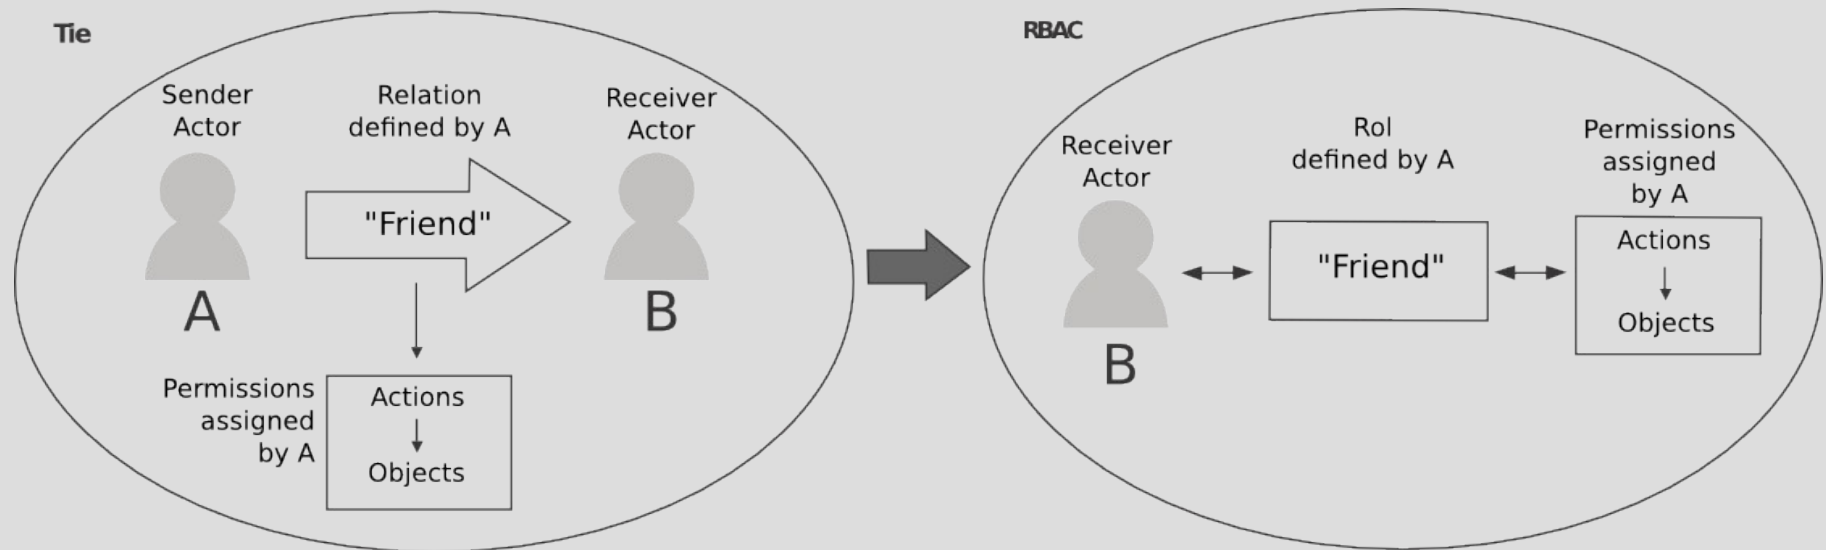 Tie
Sender
Actor
Relation
defined by A
Receiver
Actor
"Friend"
A
B
Permissions
assigned
by A
Actions
Objects
RBAC
Receiver
Actor
B
Rol
defined by A
"Friend"
Permissions
assigned
by A
Actions
Objects